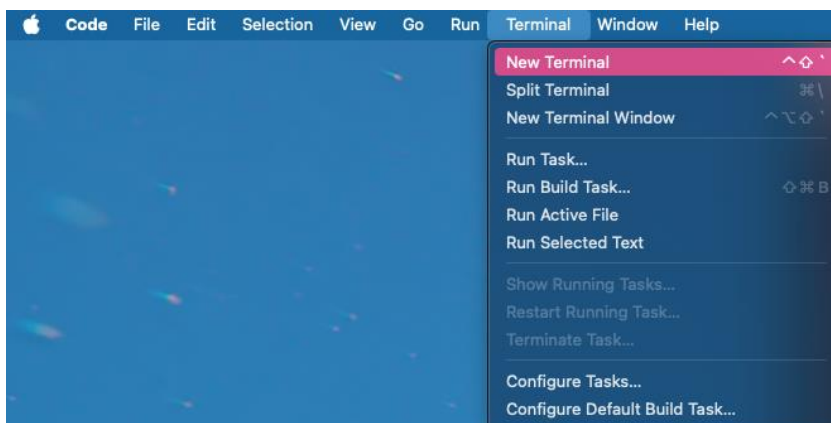 Code File Edit Selection View Go Run Terminal Window Help
New Terminal ^⇧`
Split Terminal ⌘\
New Terminal Window ^⌥⇧`
Run Task...
Run Build Task... ⇧⌘B
Run Active File
Run Selected Text
Show Running Tasks...
Restart Running Task...
Terminate Task...
Configure Tasks...
Configure Default Build Task...